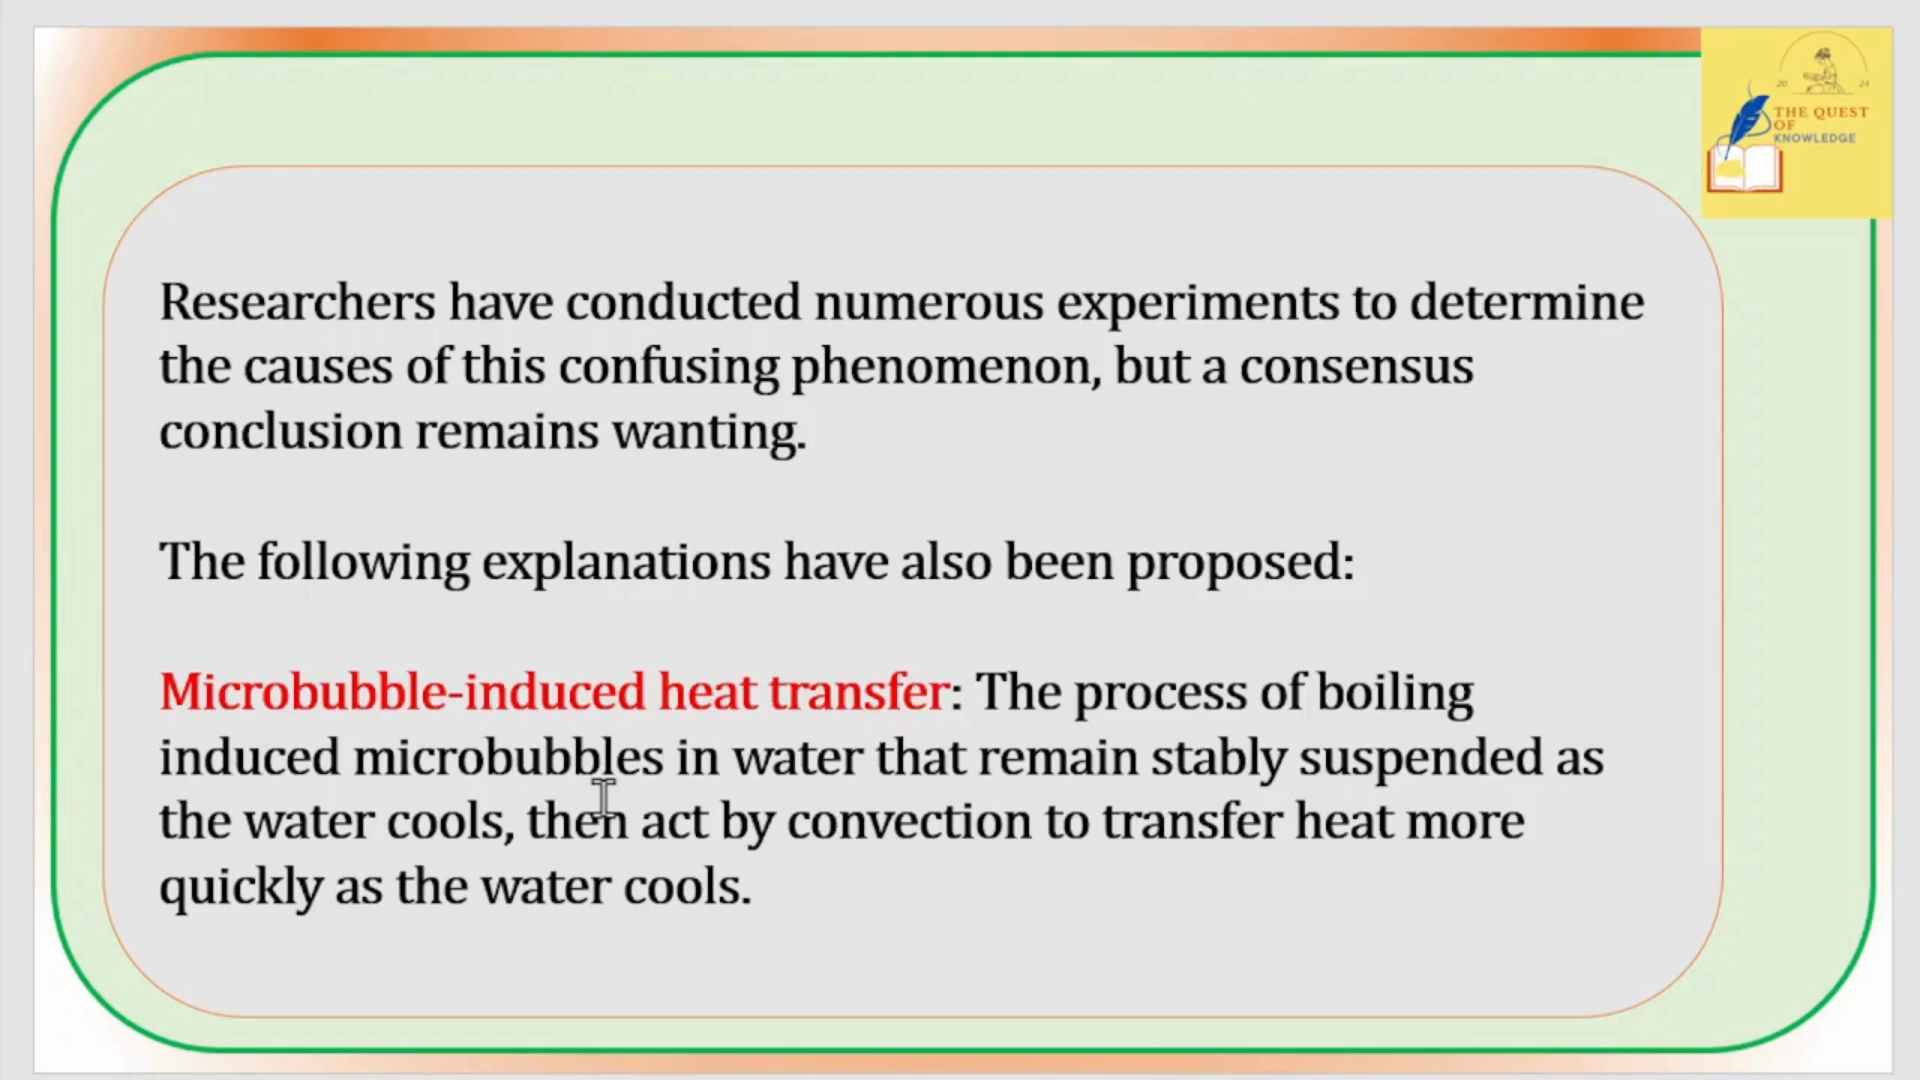 20 24
THE QUEST
OF
KNOWLEDGE
Researchers have conducted numerous experiments to determine
the causes of this confusing phenomenon, but a consensus
conclusion remains wanting.
The following explanations have also been proposed:
Microbubble-induced heat transfer: The process of boiling
induced microbubbles in water that remain stably suspended as
the water cools, then act by convection to transfer heat more
quickly as the water cools.